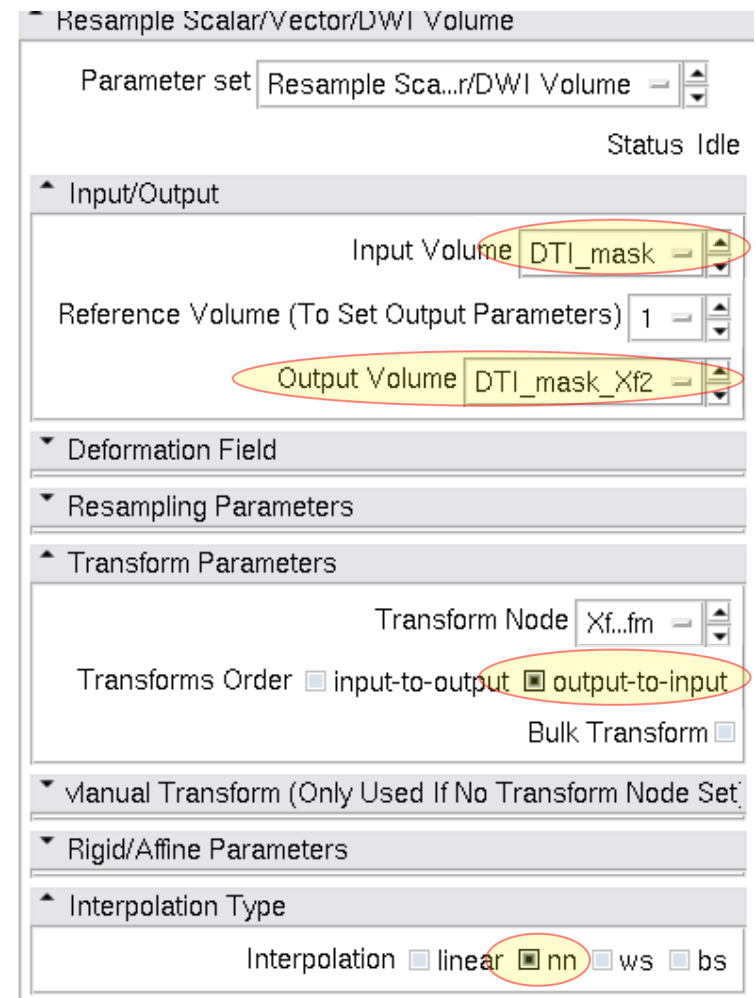 Resample Scalar/Vector/DWI Volume
Parameter set Resample Sca...r/DWI Volume
Status Idle
Input/Output
Input Volume DTI_mask
Reference Volume (To Set Output Parameters) 1
Output Volume DTI_mask_Xf2
Deformation Field
Resampling Parameters
Transform Parameters
Transform Node Xf...fm
Transforms Order input-to-output output-to-input
Bulk Transform
Manual Transform (Only Used If No Transform Node Set)
Rigid/Affine Parameters
Interpolation Type
Interpolation linear nn ws bs